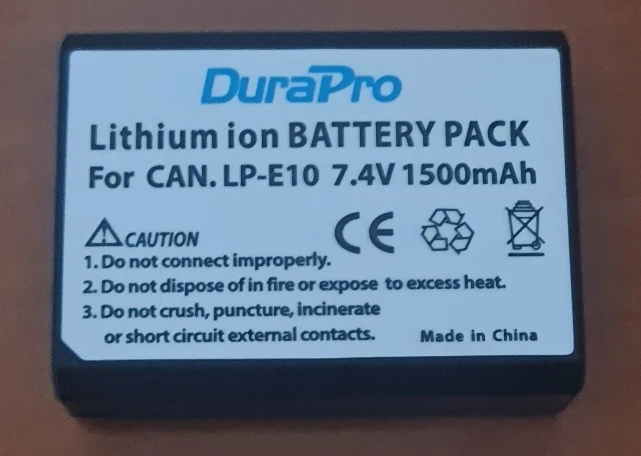 DuraPro
Lithium ion BATTERY PACK
For CAN. LP-E10 7.4V 1500mAh
CAUTION
CE
1. Do not connect improperly.
2. Do not dispose of in fire or expose to excess heat.
3. Do not crush, puncture, incinerate
or short circuit external contacts.
Made in China